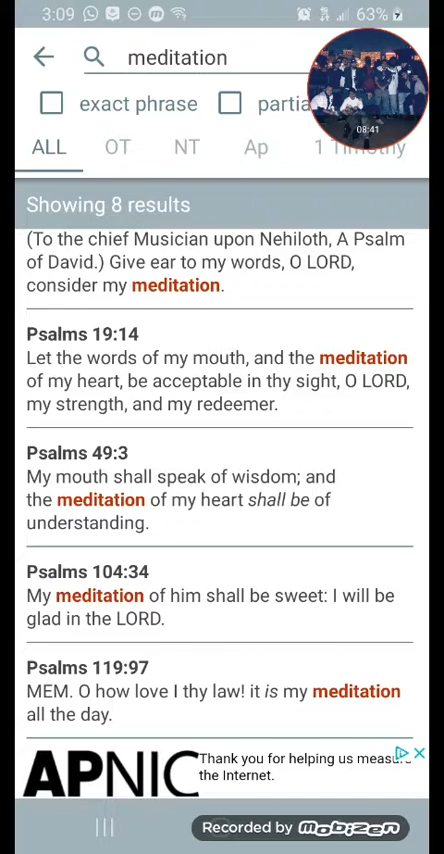 3:09 63%
meditation
exact phrase partia
08:41
ALL OT NT Ap 1 Timothy
Showing 8 results
(To the chief Musician upon Nehiloth, A Psalm
of David.) Give ear to my words, O LORD,
consider my meditation.
Psalms 19:14
Let the words of my mouth, and the meditation
of my heart, be acceptable in thy sight, O LORD,
my strength, and my redeemer.
Psalms 49:3
My mouth shall speak of wisdom; and
the meditation of my heart shall be of
understanding.
Psalms 104:34
My meditation of him shall be sweet: I will be
glad in the LORD.
Psalms 119:97
MEM. O how love I thy law! it is my meditation
all the day.
APNIC
Thank you for helping us measure
the Internet.
Recorded by mobizen